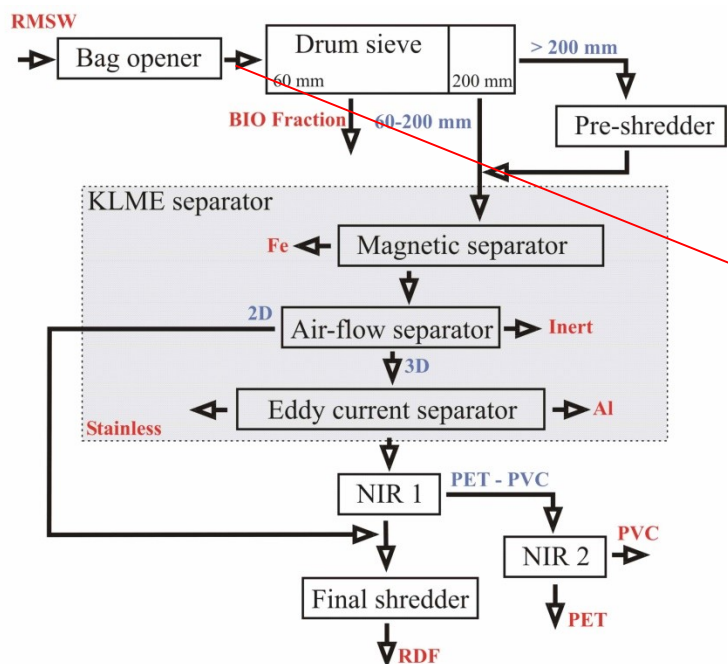 RMSW
Bag opener
Drum sieve
60 mm
200 mm
> 200 mm
BIO Fraction
60-200 mm
Pre-shredder
KLME separator
Fe
Magnetic separator
2D
Air-flow separator
Inert
3D
Eddy current separator
Stainless
Al
NIR 1
PET - PVC
NIR 2
PVC
Final shredder
PET
RDF